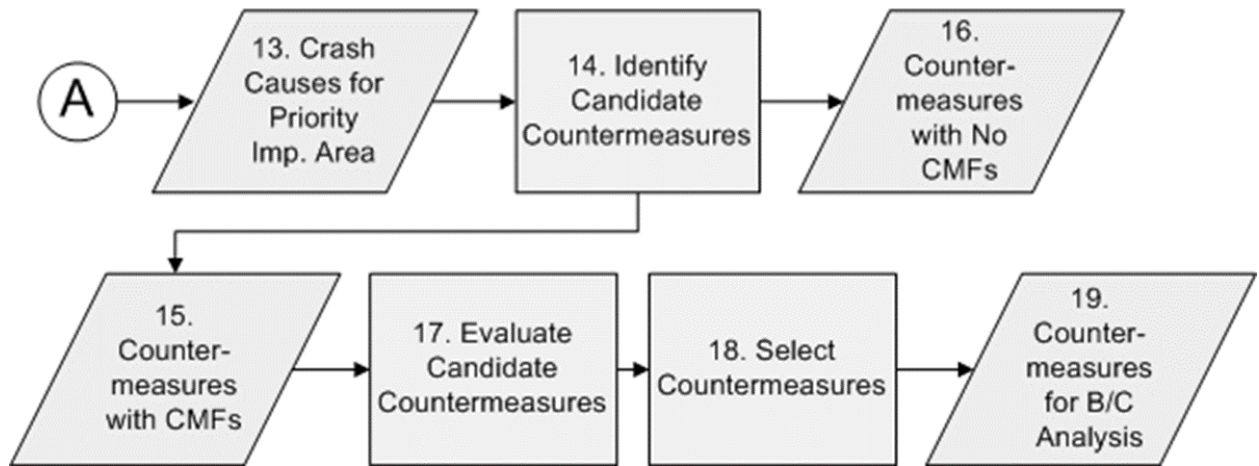 A
13. Crash
Causes for
Priority
Imp. Area
14. Identify
Candidate
Countermeasures
16.
Counter-
measures
with No
CMFs
15.
Counter-
measures
with CMFs
17. Evaluate
Candidate
Countermeasures
18. Select
Countermeasures
19.
Counter-
measures
for B/C
Analysis